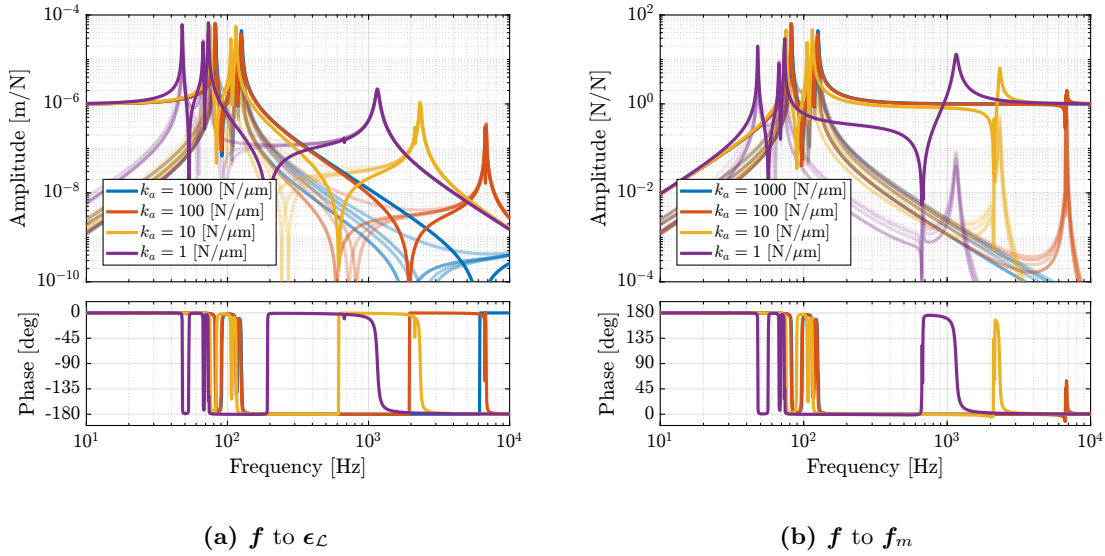 Amplitude [m/N]
10^{-4}
10^{-6}
10^{-8}
10^{-10}
k_a = 1000 [N/μm]
k_a = 100 [N/μm]
k_a = 10 [N/μm]
k_a = 1 [N/μm]
Phase [deg]
0
-45
-90
-135
-180
10^1 10^2 10^3 10^4
Frequency [Hz]
(a) f to ϵ_ℒ
Amplitude [N/N]
10^2
10^0
10^{-2}
10^{-4}
k_a = 1000 [N/μm]
k_a = 100 [N/μm]
k_a = 10 [N/μm]
k_a = 1 [N/μm]
Phase [deg]
180
135
90
45
0
10^1 10^2 10^3 10^4
Frequency [Hz]
(b) f to f_m